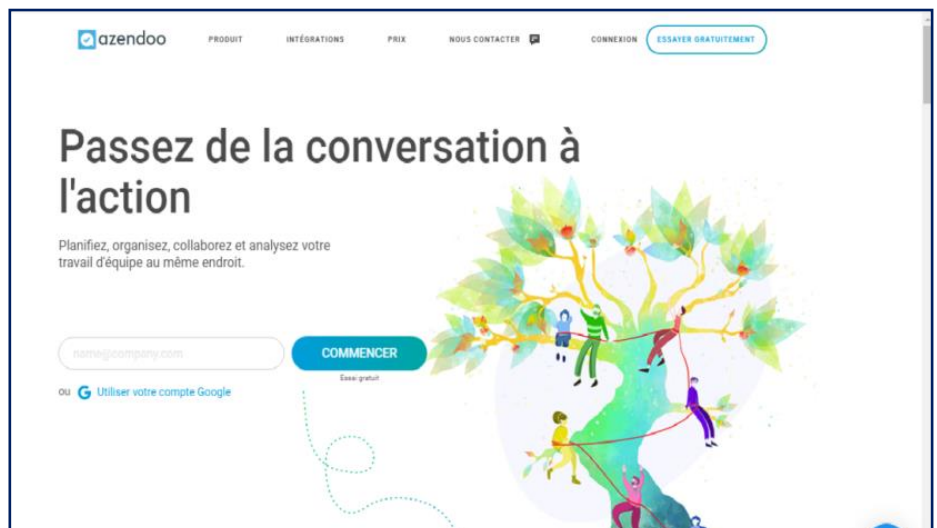 azendoo PRODUIT INTÉGRATIONS PRIX NOUS CONTACTER CONNEXION ESSAYER GRATUITEMENT
Passez de la conversation à
l'action
Planifiez, organisez, collaborez et analysez votre
travail d'équipe au même endroit.
name@company.com COMMENCER
Essai gratuit
ou G Utiliser votre compte Google